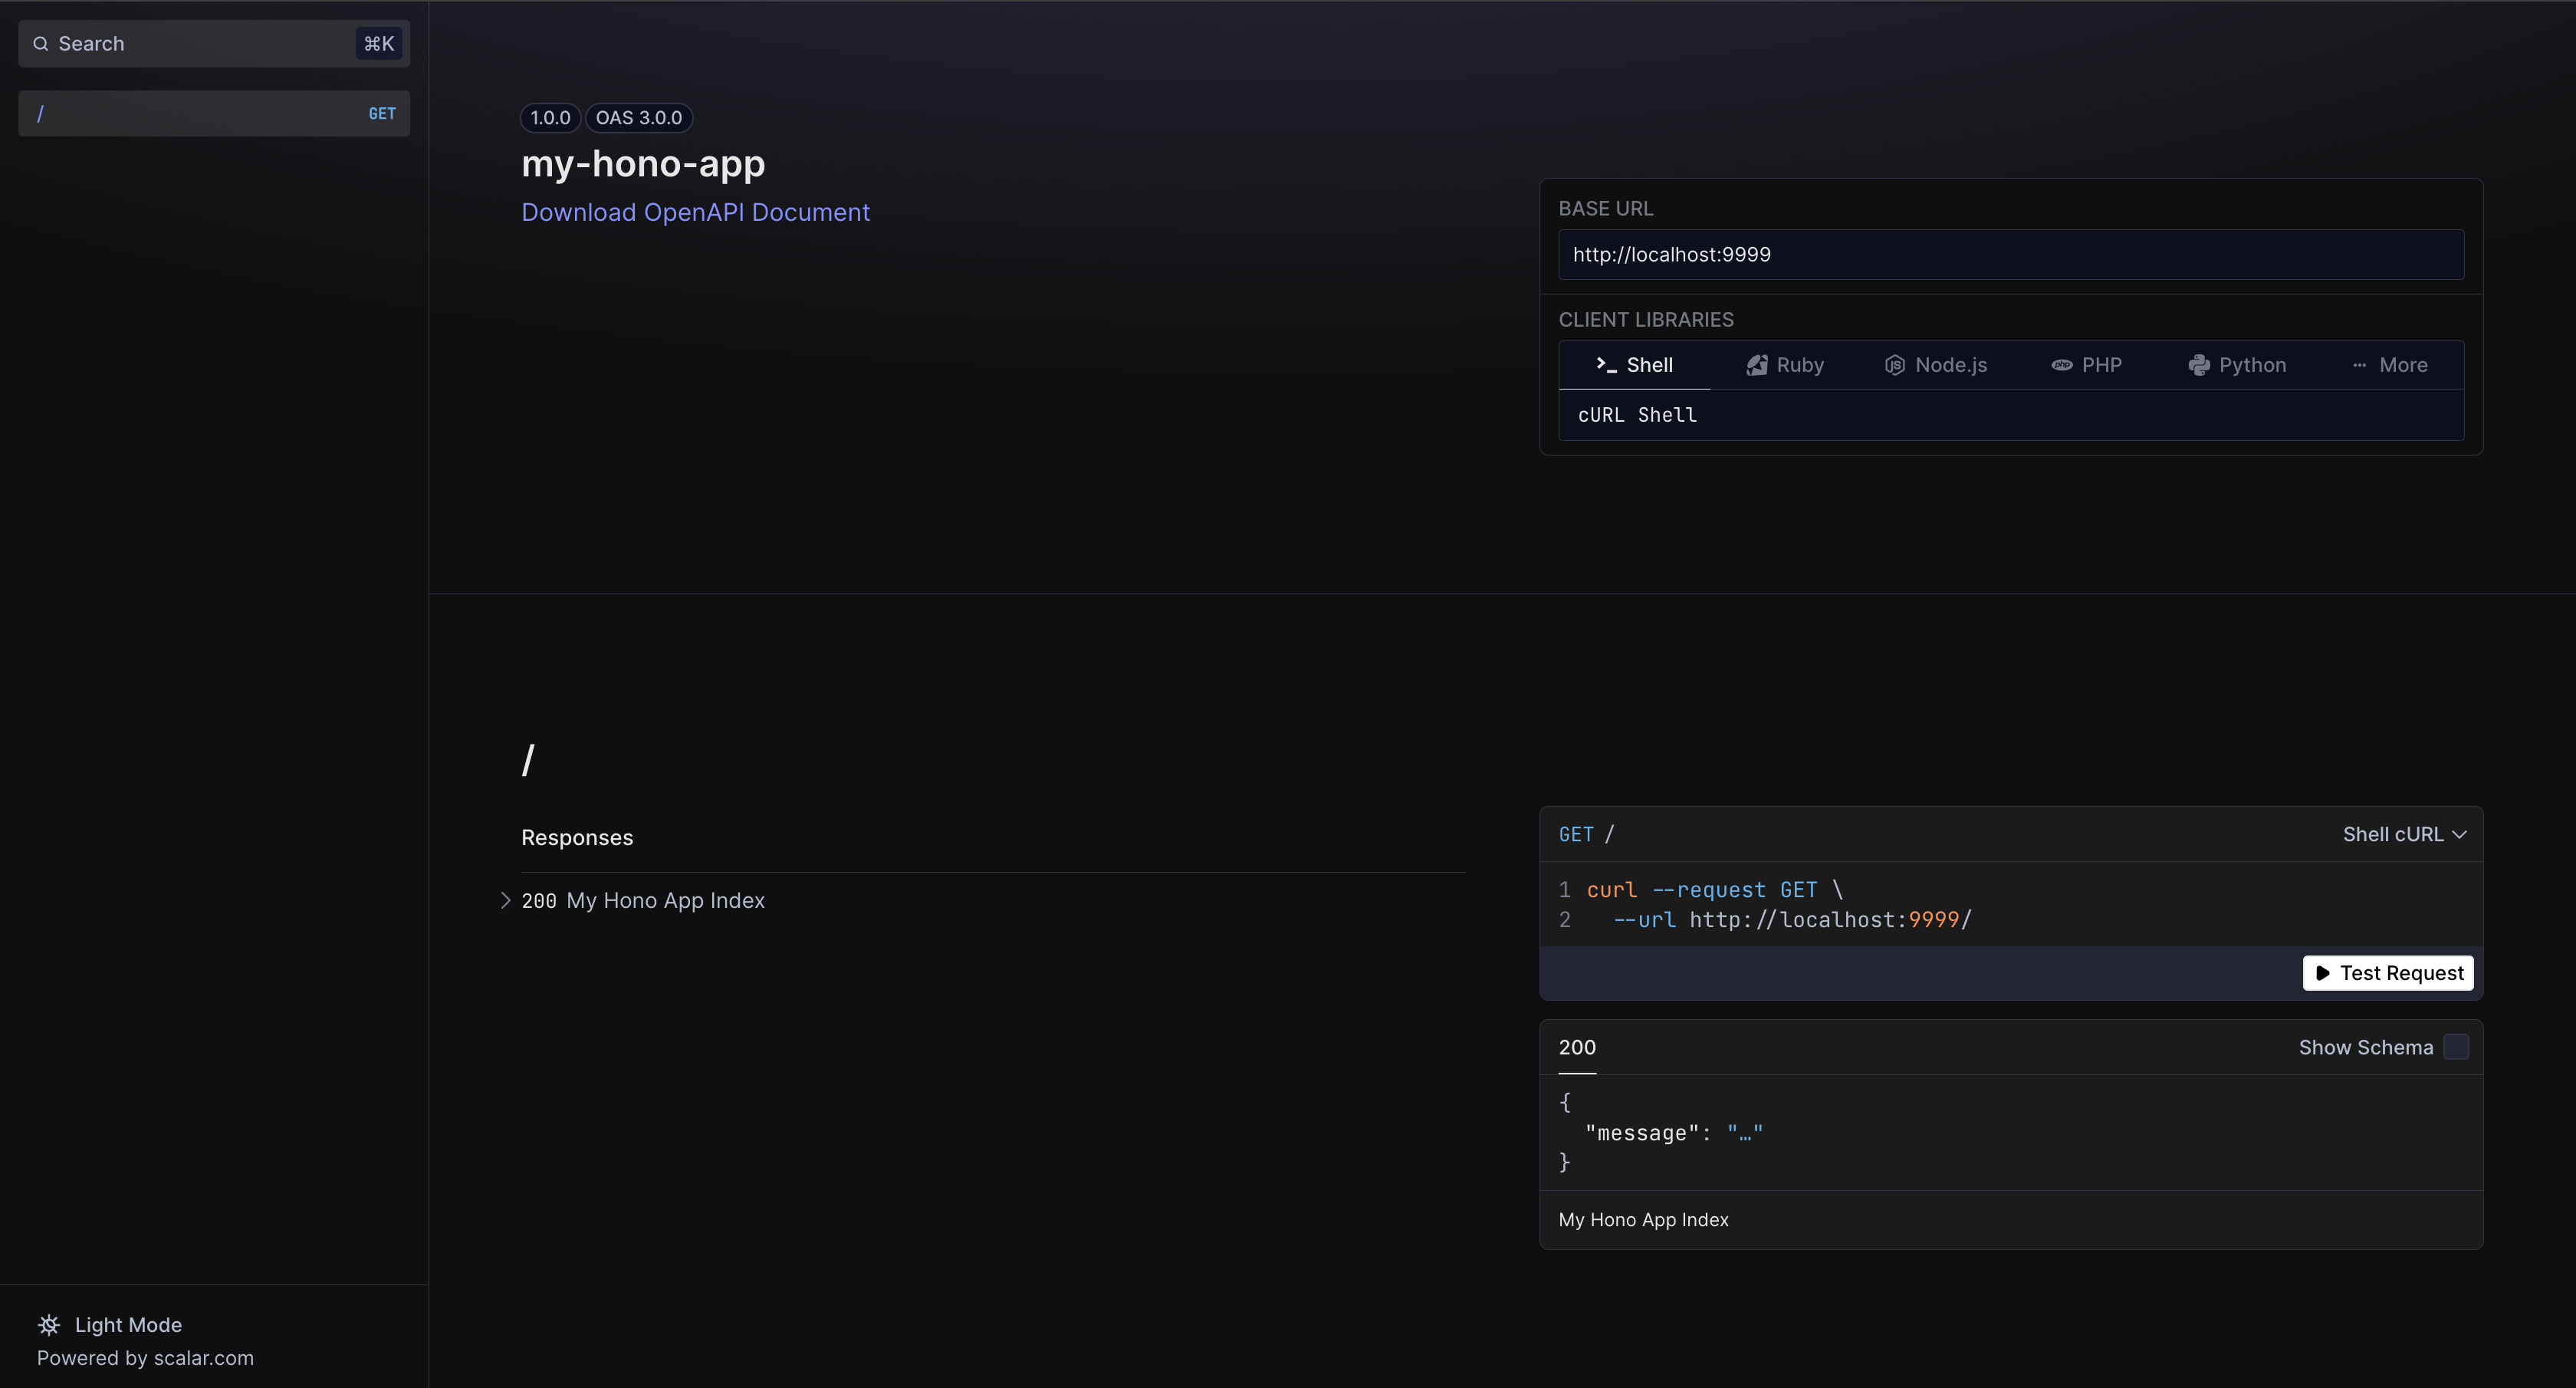 Search ⌘K
/ GET
1.0.0 OAS 3.0.0
my-hono-app
Download OpenAPI Document
BASE URL
http://localhost:9999
CLIENT LIBRARIES
Shell Ruby Node.js PHP Python ... More
cURL Shell
/
Responses
200 My Hono App Index
GET / Shell cURL
1 curl --request GET \
2 --url http://localhost:9999/
Test Request
200 Show Schema
{
"message": "…"
}
My Hono App Index
Light Mode
Powered by scalar.com